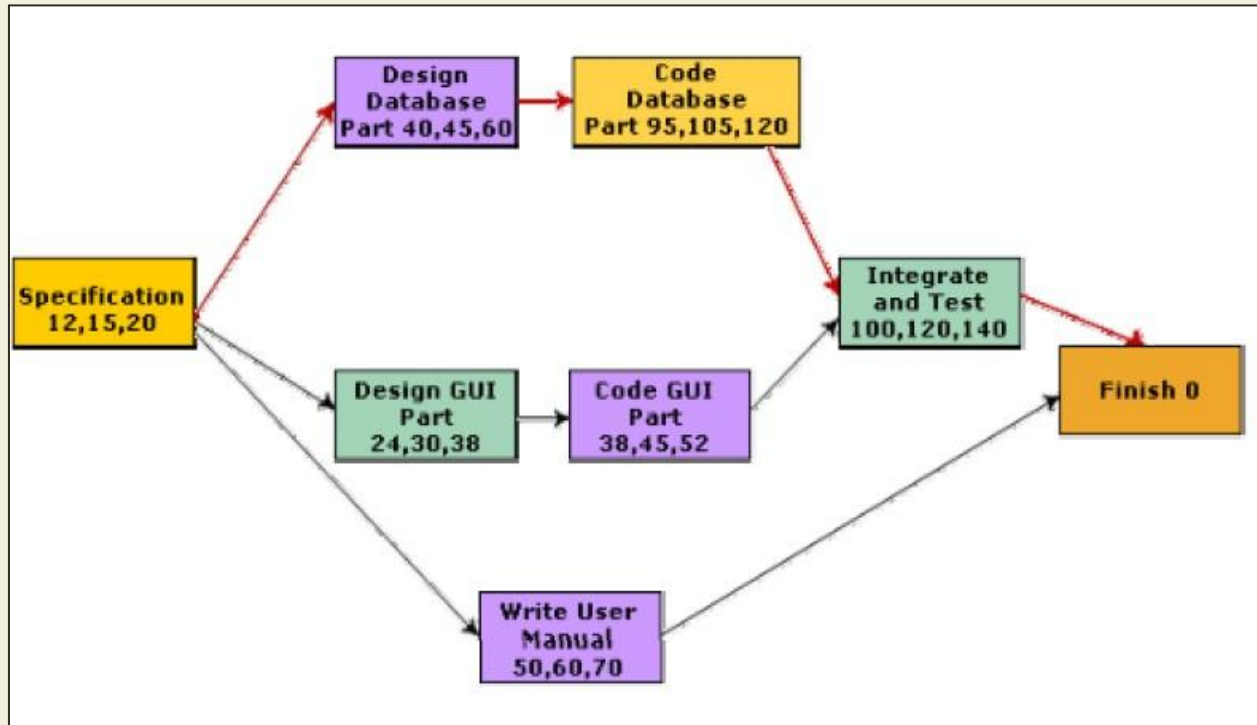 Design
Database
Part 40,45,60
Code
Database
Part 95,105,120
Specification
12,15,20
Integrate
and Test
100,120,140
Design GUI
Part
24,30,38
Code GUI
Part
38,45,52
Finish 0
Write User
Manual
50,60,70